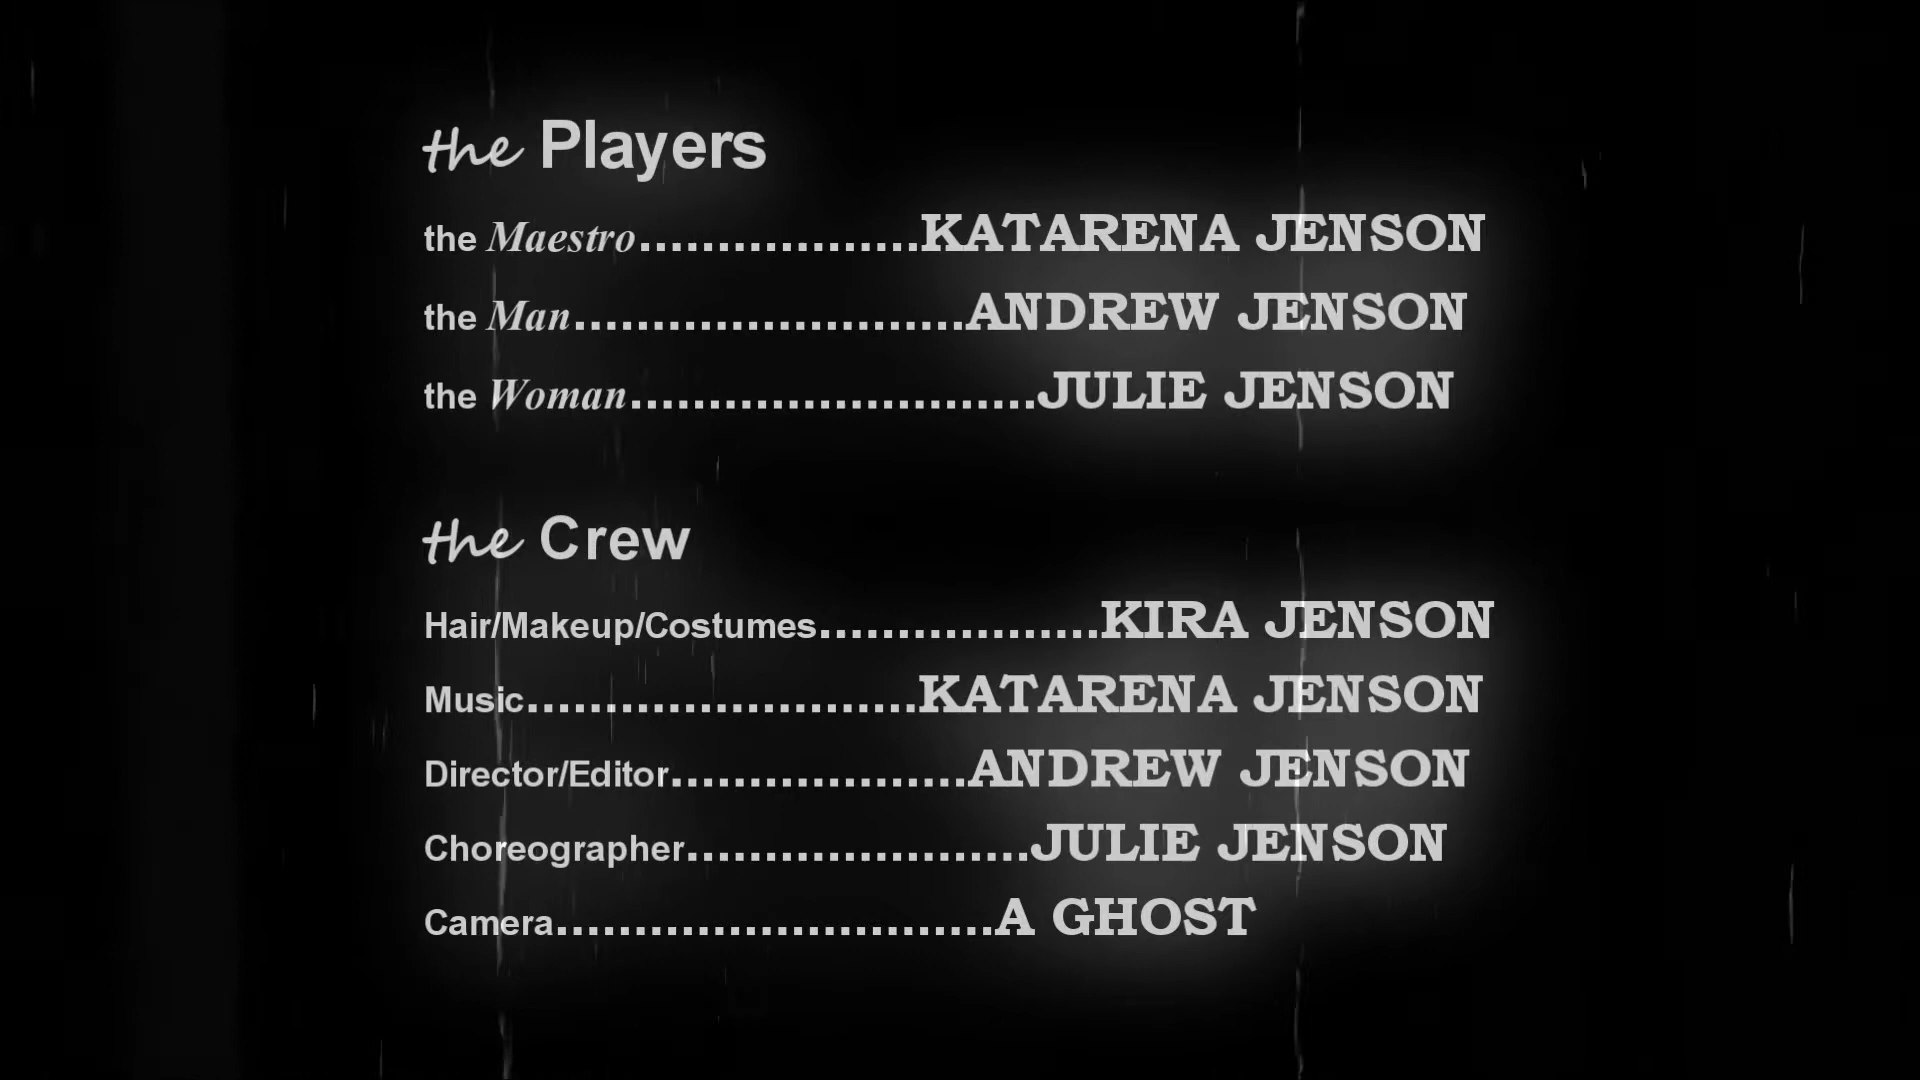 the Players
the Maestro..................KATARENA JENSON
the Man.........................ANDREW JENSON
the Woman..........................JULIE JENSON
the Crew
Hair/Makeup/Costumes..................KIRA JENSON
Music.........................KATARENA JENSON
Director/Editor...................ANDREW JENSON
Choreographer......................JULIE JENSON
Camera............................A GHOST